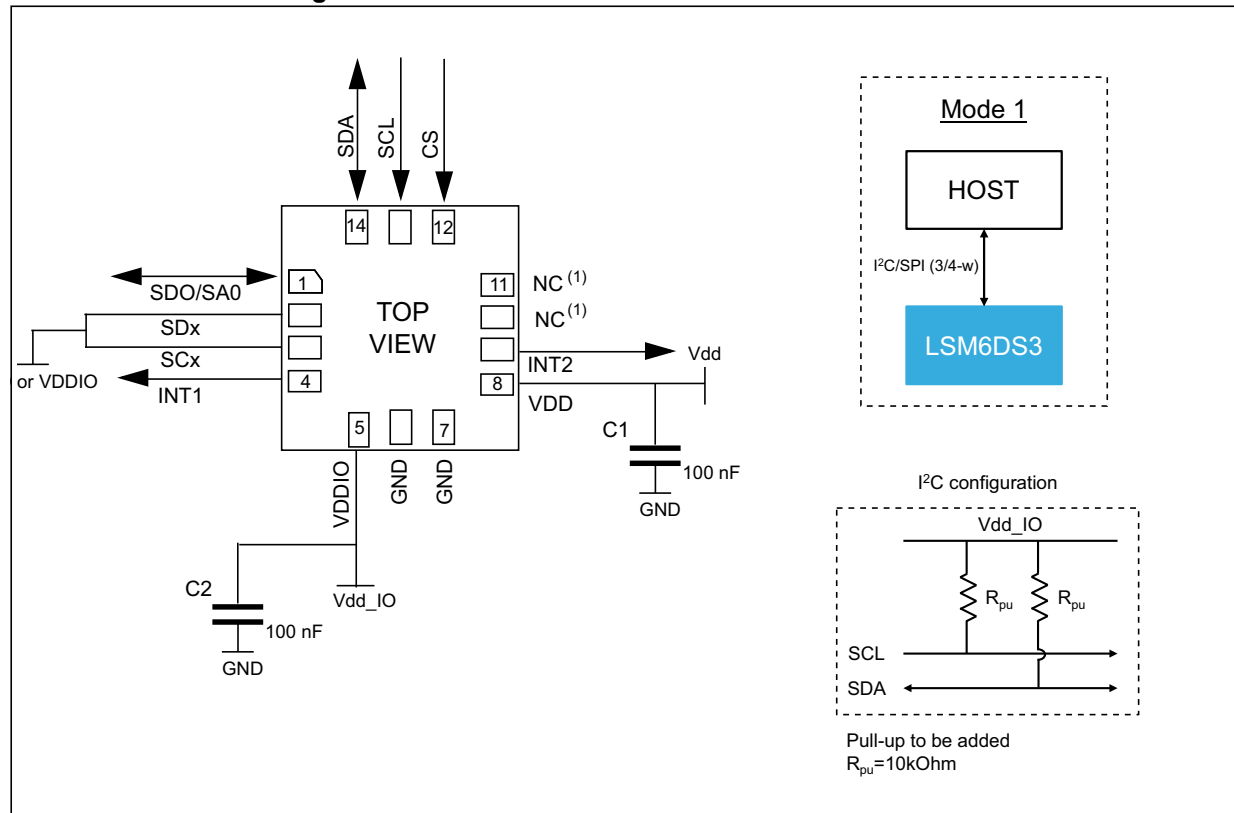 SDA
SCL
CS
14
12
1
SDO/SA0
SDx
SCx
or VDDIO
4
INT1
TOP
VIEW
11
NC (1)
NC (1)
INT2
Vdd
8
VDD
5
7
VDDIO
GND
GND
C1
100 nF
GND
C2
100 nF
GND
Vdd_IO
Mode 1
HOST
I²C/SPI (3/4-w)
LSM6DS3
I²C configuration
Vdd_IO
Rpu
Rpu
SCL
SDA
Pull-up to be added
Rpu=10kOhm